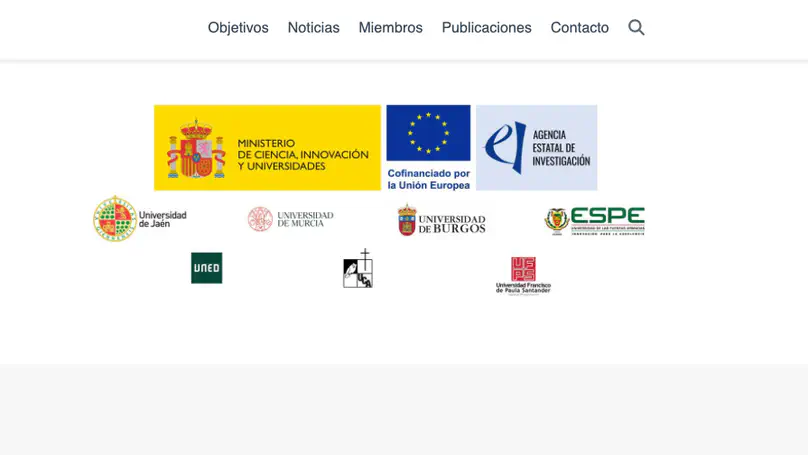 Objetivos Noticias Miembros Publicaciones Contacto
MINISTERIO
DE CIENCIA, INNOVACIÓN
Y UNIVERSIDADES
Cofinanciado por
la Unión Europea
AGENCIA
ESTATAL DE
INVESTIGACIÓN
Universidad
de Jaén
UNIVERSIDAD
DE MURCIA
UNIVERSIDAD
DE BURGOS
ESPE
UNIVERSIDAD DE LAS FUERZAS ARMADAS
INNOVACIÓN PARA LA EXCELENCIA
UNED
UCA
UFPS
Universidad Francisco
de Paula Santander